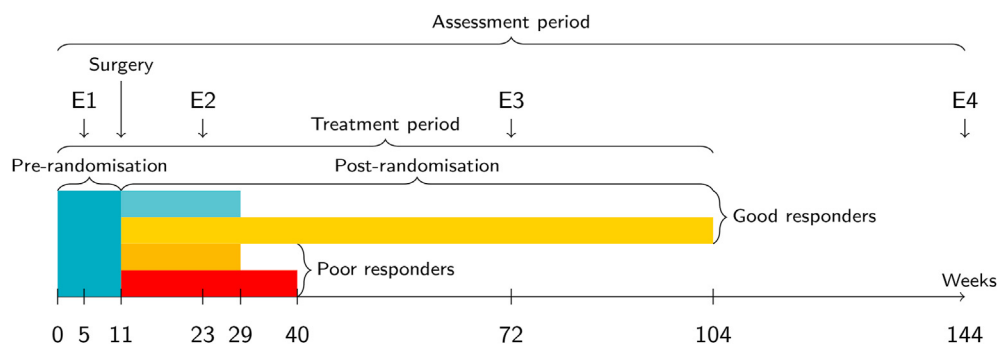 Assessment period
Surgery
E1 E2 E3 E4
Treatment period
Pre-randomisation Post-randomisation
Good responders
Poor responders
Weeks
0 5 11 23 29 40 72 104 144